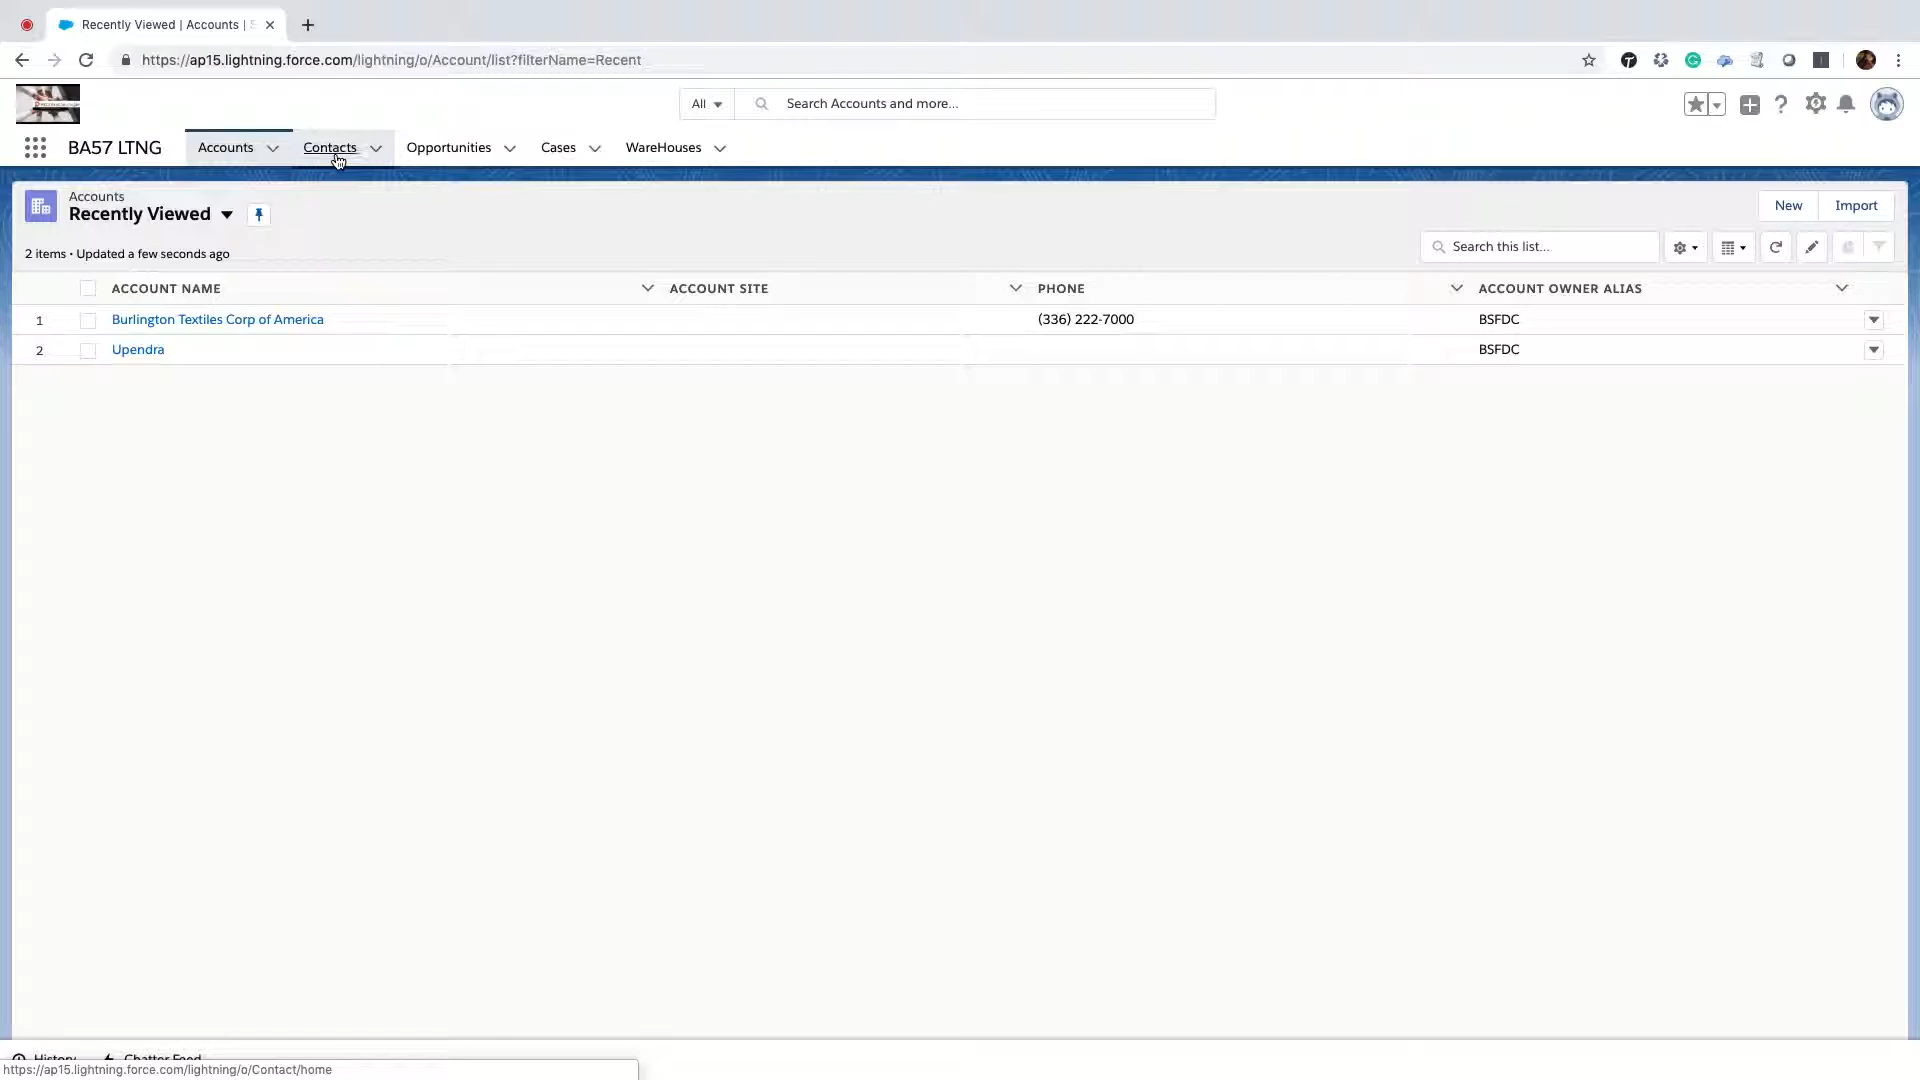 Recently Viewed | Accounts |
https://ap15.lightning.force.com/lightning/o/Account/list?filterName=Recent
All
Search Accounts and more...
BA57 LTNG
Accounts
Contacts
Opportunities
Cases
WareHouses
Accounts
Recently Viewed
New
Import
2 items • Updated a few seconds ago
Search this list...
ACCOUNT NAME
ACCOUNT SITE
PHONE
ACCOUNT OWNER ALIAS
1
Burlington Textiles Corp of America
(336) 222-7000
BSFDC
2
Upendra
BSFDC
History
Chatter Feed
https://ap15.lightning.force.com/lightning/o/Contact/home